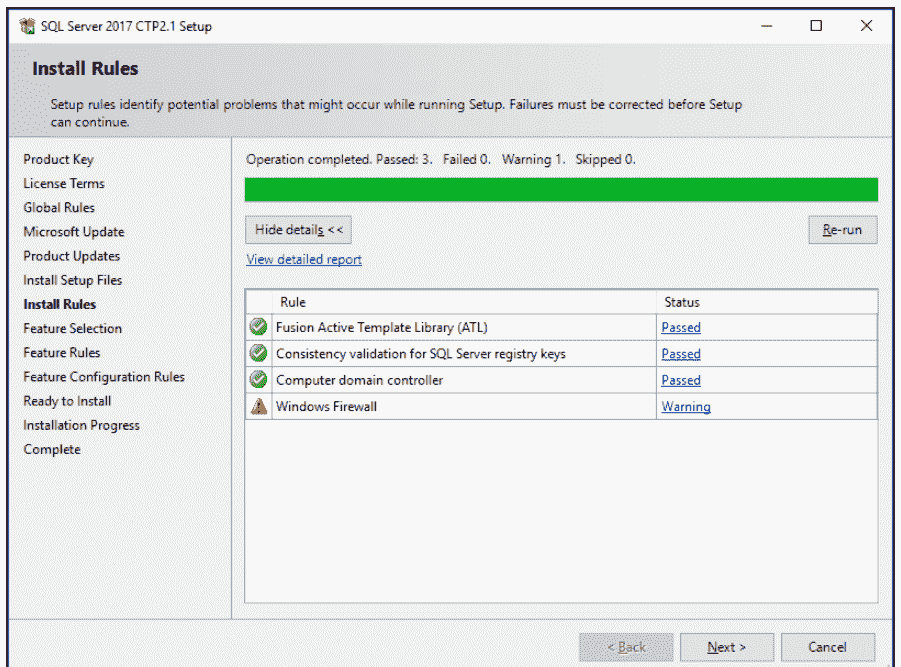 SQL Server 2017 CTP2.1 Setup
Install Rules
Setup rules identify potential problems that might occur while running Setup. Failures must be corrected before Setup
can continue.
Product Key
License Terms
Global Rules
Microsoft Update
Product Updates
Install Setup Files
Install Rules
Feature Selection
Feature Rules
Feature Configuration Rules
Ready to Install
Installation Progress
Complete
Operation completed. Passed: 3.   Failed 0.   Warning 1.   Skipped 0.
Hide details <<
Re-run
View detailed report
Rule Status
Fusion Active Template Library (ATL) Passed
Consistency validation for SQL Server registry keys Passed
Computer domain controller Passed
Windows Firewall Warning
< Back
Next >
Cancel